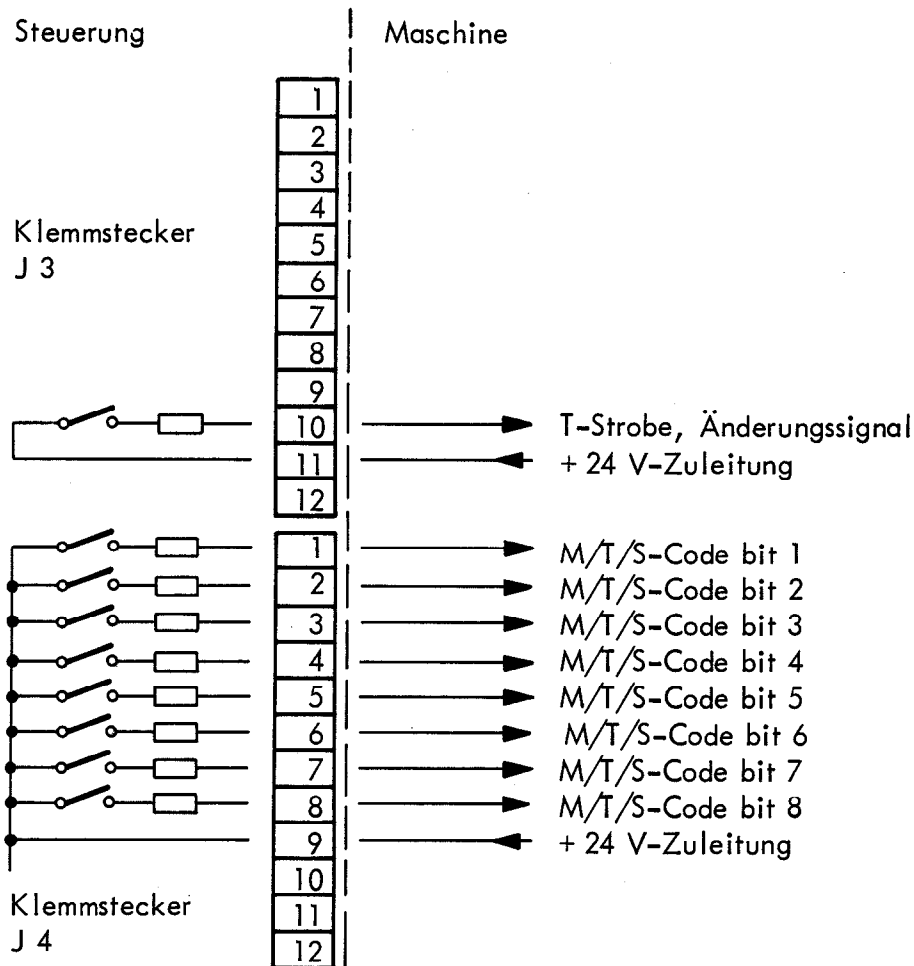 Steuerung Maschine
1
2
3
Klemmstecker 4
J 3 5
6
7
8
9
10 T-Strobe, Änderungssignal
11 + 24 V-Zuleitung
12
1 M/T/S-Code bit 1
2 M/T/S-Code bit 2
3 M/T/S-Code bit 3
4 M/T/S-Code bit 4
5 M/T/S-Code bit 5
6 M/T/S-Code bit 6
7 M/T/S-Code bit 7
8 M/T/S-Code bit 8
9 + 24 V-Zuleitung
10
Klemmstecker 11
J 4 12